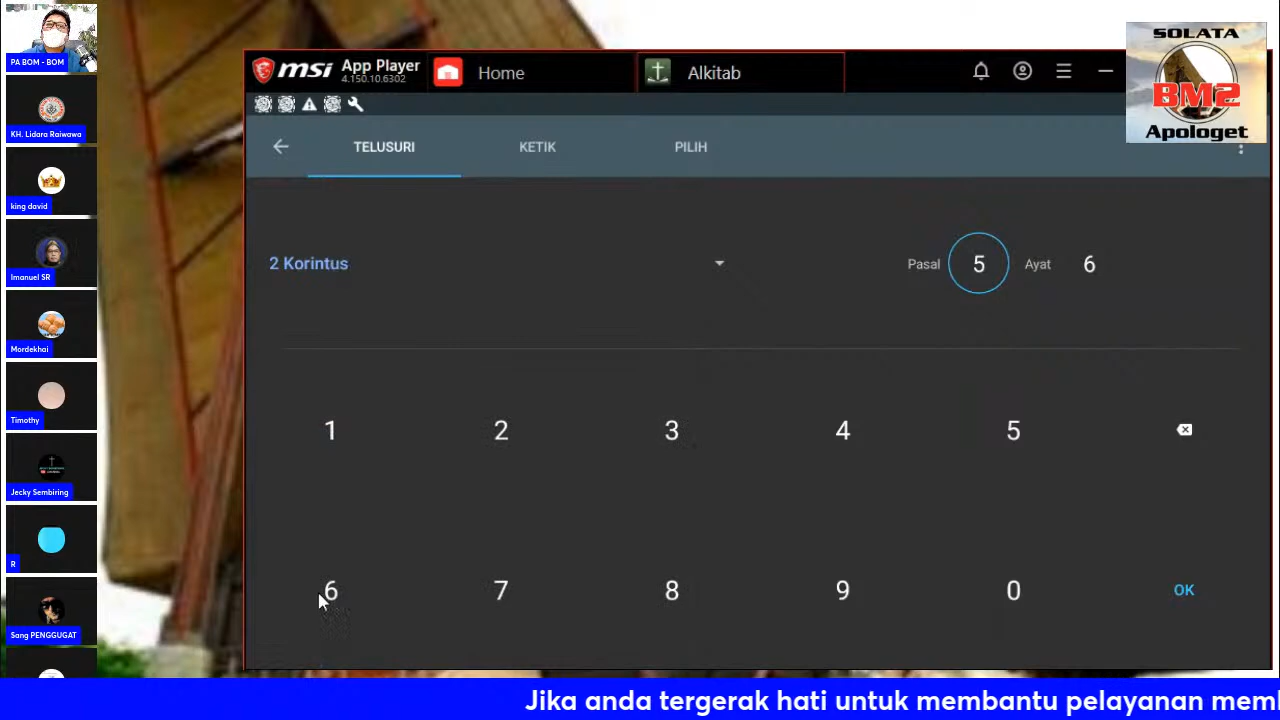 PA BOM - BOM
KH. Lidara Raiwawa
king david
Imanuel SR
Mordekhai
Timothy
Jecky Sembiring
R
Sang PENGGUGAT
msi App Player
4.150.10.6302
Home
Alkitab
SOLATA
BM2
Apologet
TELUSURI
KETIK
PILIH
2 Korintus
Pasal 5 Ayat 6
1 2 3 4 5
6 7 8 9 0 OK
Jika anda tergerak hati untuk membantu pelayanan mem